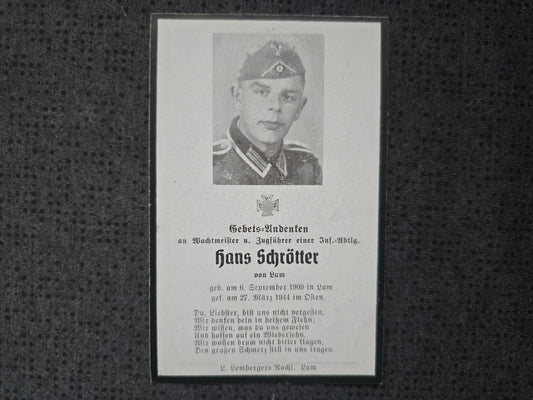 Gebets-Andenken
an Wachtmeister u. Zugführer einer Inf.-Abtlg.
Hans Schrötter
von Lam
geb. am 6. September 1909 in Lam
gef. am 27. März 1944 im Osten.
Du, Liebster, bist uns nicht vergessen,
Wir denken dein in heißem Flehn;
Wir wissen, was du uns gewesen
Und hoffen auf ein Wiedersehn.
Wir wollen drum nicht bitter klagen,
Den großen Schmerz still in uns tragen.
L. Lembergers Nachf. Lam